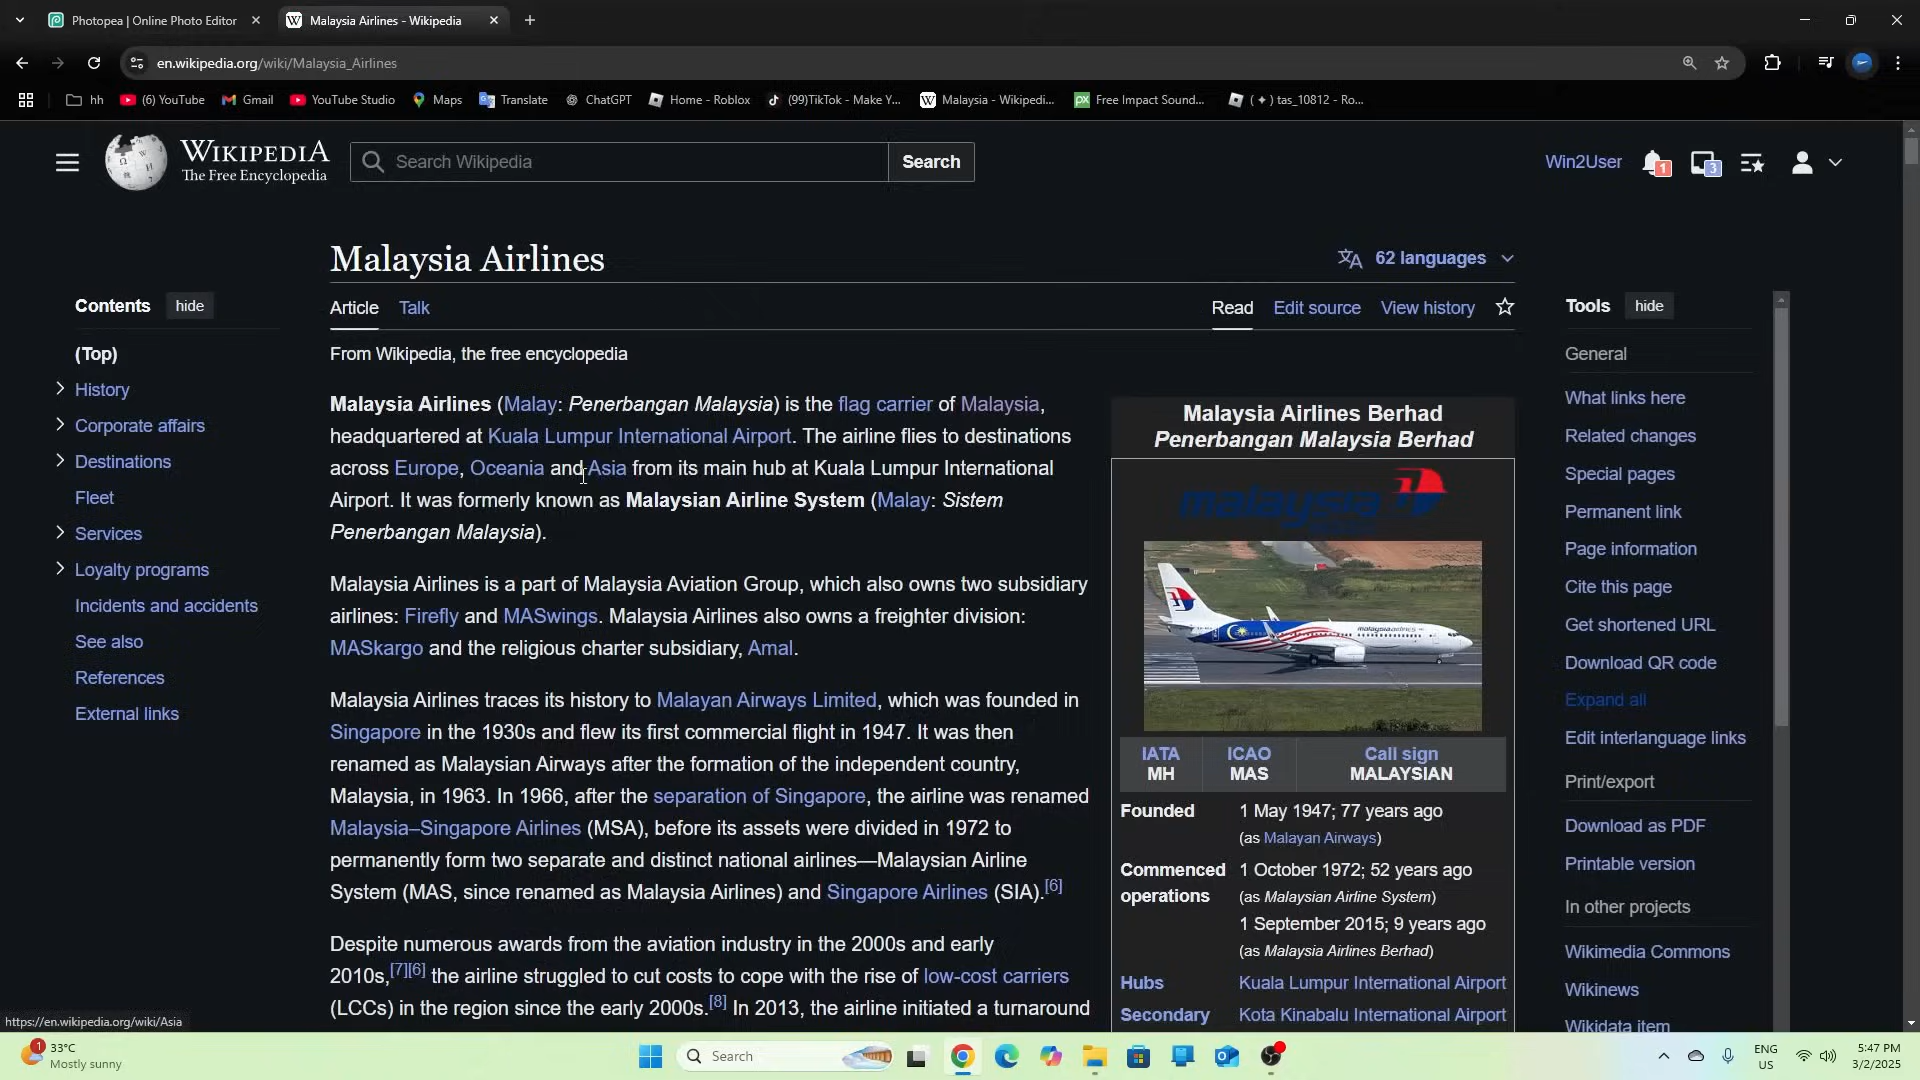 Photopea | Online Photo Editor
Malaysia Airlines - Wikipedia
en.wikipedia.org/wiki/Malaysia_Airlines
hh
(6) YouTube
Gmail
YouTube Studio
Maps
Translate
ChatGPT
Home - Roblox
(99)TikTok - Make Y...
Malaysia - Wikipedi...
Free Impact Sound...
( ✦ ) tas_10812 - Ro...
WIKIPEDIA
The Free Encyclopedia
Search Wikipedia
Search
Win2User
1
3
Malaysia Airlines
62 languages
Contents
hide
(Top)
History
Corporate affairs
Destinations
Fleet
Services
Loyalty programs
Incidents and accidents
See also
References
External links
Article
Talk
Read
Edit source
View history
From Wikipedia, the free encyclopedia
Malaysia Airlines (Malay: Penerbangan Malaysia) is the flag carrier of Malaysia,
headquartered at Kuala Lumpur International Airport. The airline flies to destinations
across Europe, Oceania and Asia from its main hub at Kuala Lumpur International
Airport. It was formerly known as Malaysian Airline System (Malay: Sistem
Penerbangan Malaysia).
Malaysia Airlines is a part of Malaysia Aviation Group, which also owns two subsidiary
airlines: Firefly and MASwings. Malaysia Airlines also owns a freighter division:
MASkargo and the religious charter subsidiary, Amal.
Malaysia Airlines traces its history to Malayan Airways Limited, which was founded in
Singapore in the 1930s and flew its first commercial flight in 1947. It was then
renamed as Malaysian Airways after the formation of the independent country,
Malaysia, in 1963. In 1966, after the separation of Singapore, the airline was renamed
Malaysia–Singapore Airlines (MSA), before its assets were divided in 1972 to
permanently form two separate and distinct national airlines—Malaysian Airline
System (MAS, since renamed as Malaysia Airlines) and Singapore Airlines (SIA).[6]
Despite numerous awards from the aviation industry in the 2000s and early
2010s,[7][6] the airline struggled to cut costs to cope with the rise of low-cost carriers
(LCCs) in the region since the early 2000s.[8] In 2013, the airline initiated a turnaround
Malaysia Airlines Berhad
Penerbangan Malaysia Berhad
malaysia
malaysia airlines
IATA
MH
ICAO
MAS
Call sign
MALAYSIAN
Founded
1 May 1947; 77 years ago
(as Malayan Airways)
Commenced
operations
1 October 1972; 52 years ago
(as Malaysian Airline System)
1 September 2015; 9 years ago
(as Malaysia Airlines Berhad)
Hubs
Kuala Lumpur International Airport
Secondary
Kota Kinabalu International Airport
Tools
hide
General
What links here
Related changes
Special pages
Permanent link
Page information
Cite this page
Get shortened URL
Download QR code
Expand all
Edit interlanguage links
Print/export
Download as PDF
Printable version
In other projects
Wikimedia Commons
Wikinews
Wikidata item
https://en.wikipedia.org/wiki/Asia
1
33°C
Mostly sunny
Search
ENG
US
5:47 PM
3/2/2025